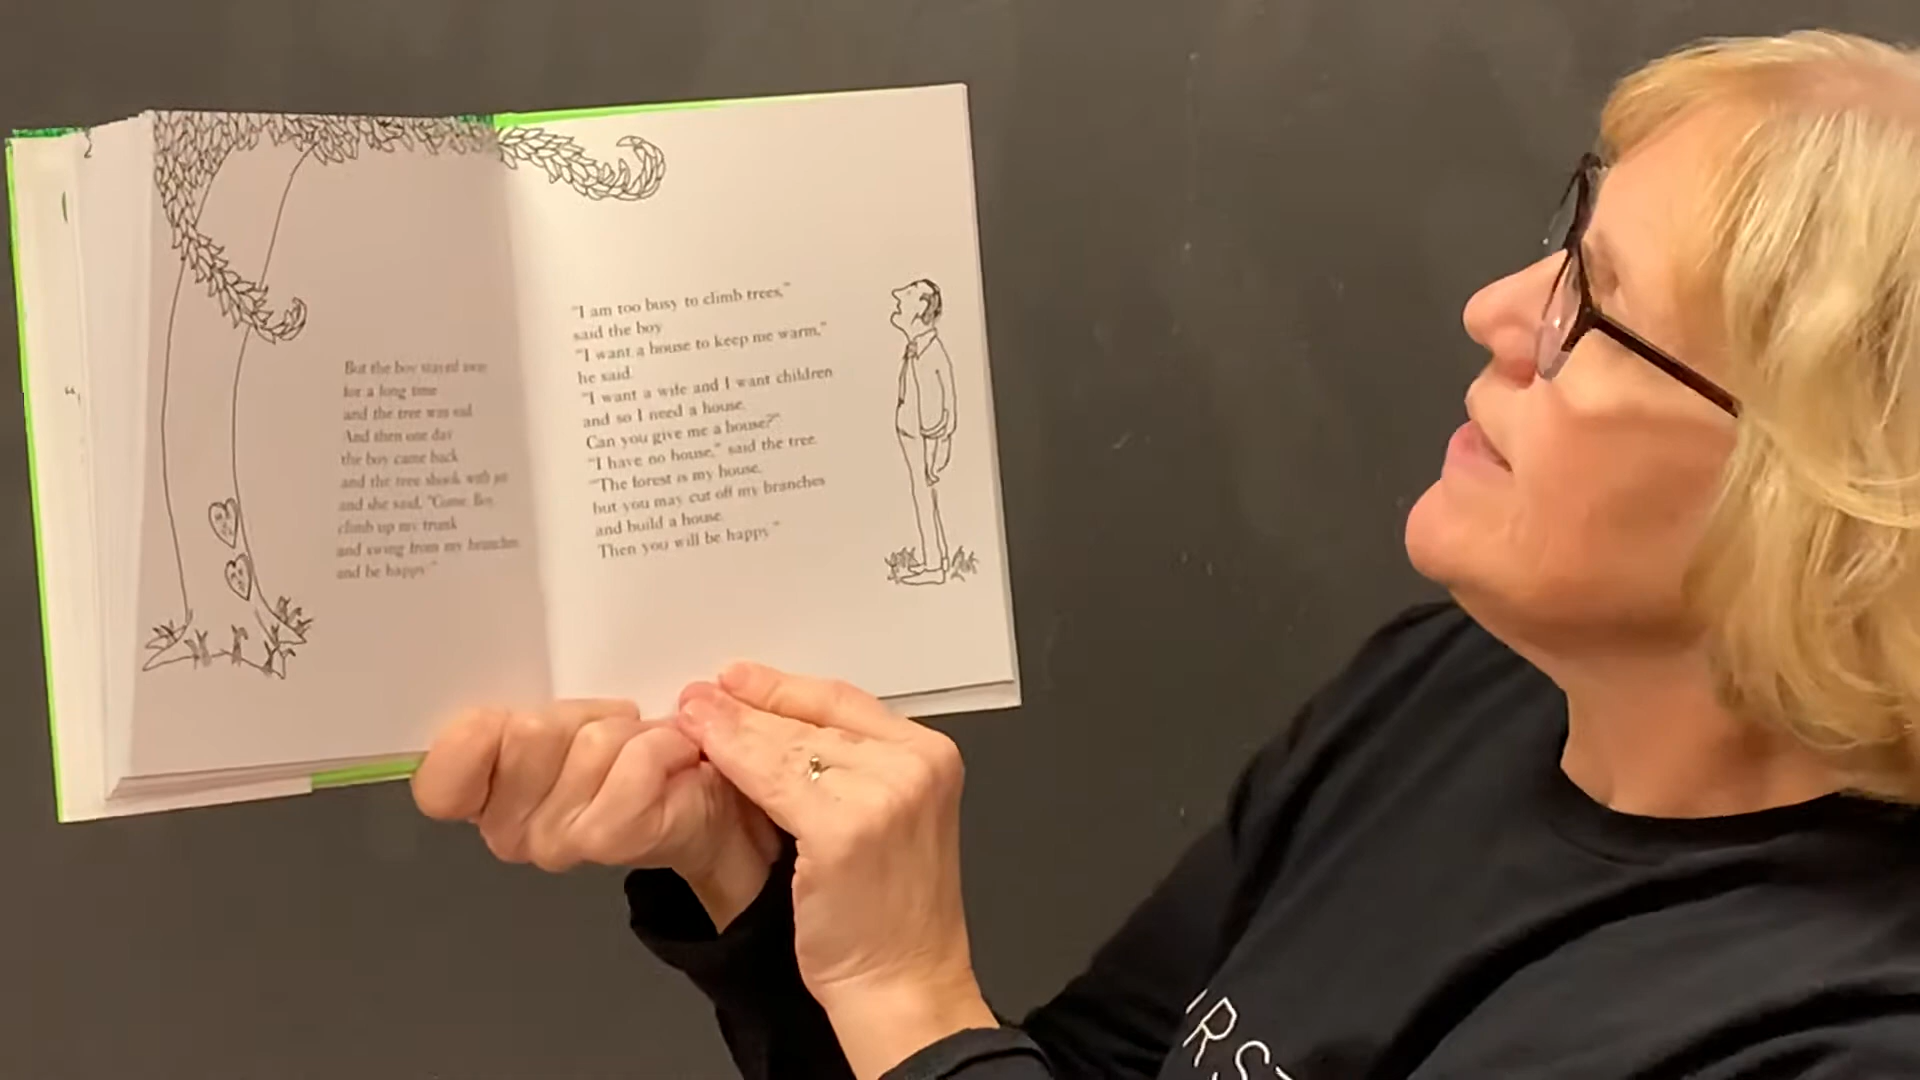 But the boy stayed away
for a long time
and the tree was sad.
And then one day
the boy came back
and the tree shook with joy
and she said, "Come, Boy,
climb up my trunk
and swing from my branches
and be happy."
"I am too busy to climb trees,"
said the boy.
"I want a house to keep me warm,"
he said.
"I want a wife and I want children
and so I need a house.
Can you give me a house?"
"I have no house," said the tree.
"The forest is my house,
but you may cut off my branches
and build a house.
Then you will be happy."